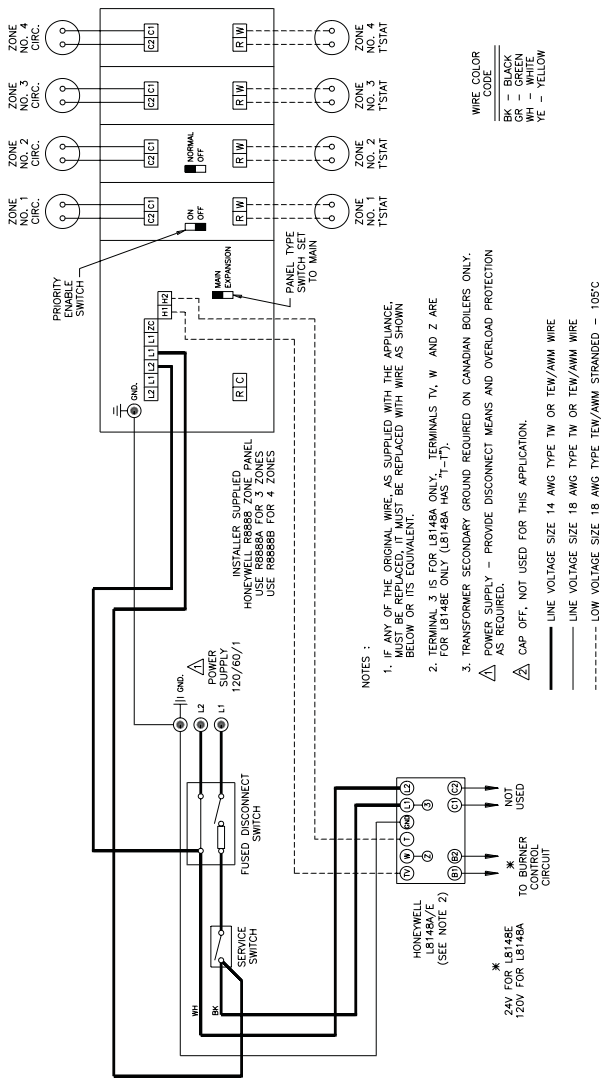 ZONE
NO. 1
CIRC.
ZONE
NO. 2
CIRC.
ZONE
NO. 3
CIRC.
ZONE
NO. 4
CIRC.
C2 C1
C2 C1
C2 C1
C2 C1
PRIORITY
ENABLE
SWITCH
ON
OFF
NORMAL
OFF
R W
R W
R W
R W
ZONE
NO. 1
T'STAT
ZONE
NO. 2
T'STAT
ZONE
NO. 3
T'STAT
ZONE
NO. 4
T'STAT
GND.
L2 L1 L2 L1 L1 ZC
H1 H2
MAIN
EXPANSION
PANEL TYPE
SWITCH SET
TO MAIN
R C
INSTALLER SUPPLIED
HONEYWELL R8888 ZONE PANEL
USE R8888A FOR 3 ZONES
USE R8888B FOR 4 ZONES
1
POWER
SUPPLY
120/60/1
GND.
L2
L1
FUSED DISCONNECT
SWITCH
SERVICE
SWITCH
WH
BK
HONEYWELL
L8148A/E
(SEE NOTE 2)
TV W T GND L1 L2
Z 3
B1 B2 C1 C2
*
TO BURNER
CONTROL
CIRCUIT
NOT
USED
*
24V FOR L8148E
120V FOR L8148A
NOTES :
1. IF ANY OF THE ORIGINAL WIRE, AS SUPPLIED WITH THE APPLIANCE,
MUST BE REPLACED, IT MUST BE REPLACED WITH WIRE AS SHOWN
BELOW OR ITS EQUIVALENT.
2. TERMINAL 3 IS FOR L8148A ONLY. TERMINALS TV, W AND Z ARE
FOR L8148E ONLY (L8148A HAS "T-T").
3. TRANSFORMER SECONDARY GROUND REQUIRED ON CANADIAN BOILERS ONLY.
1 POWER SUPPLY - PROVIDE DISCONNECT MEANS AND OVERLOAD PROTECTION
AS REQUIRED.
2 CAP OFF, NOT USED FOR THIS APPLICATION.
LINE VOLTAGE SIZE 14 AWG TYPE TW OR TEW/AWM WIRE
LINE VOLTAGE SIZE 18 AWG TYPE TW OR TEW/AWM WIRE
LOW VOLTAGE SIZE 18 AWG TYPE TEW/AWM STRANDED - 105°C
WIRE COLOR
CODE
BK - BLACK
GR - GREEN
WH - WHITE
YE - YELLOW